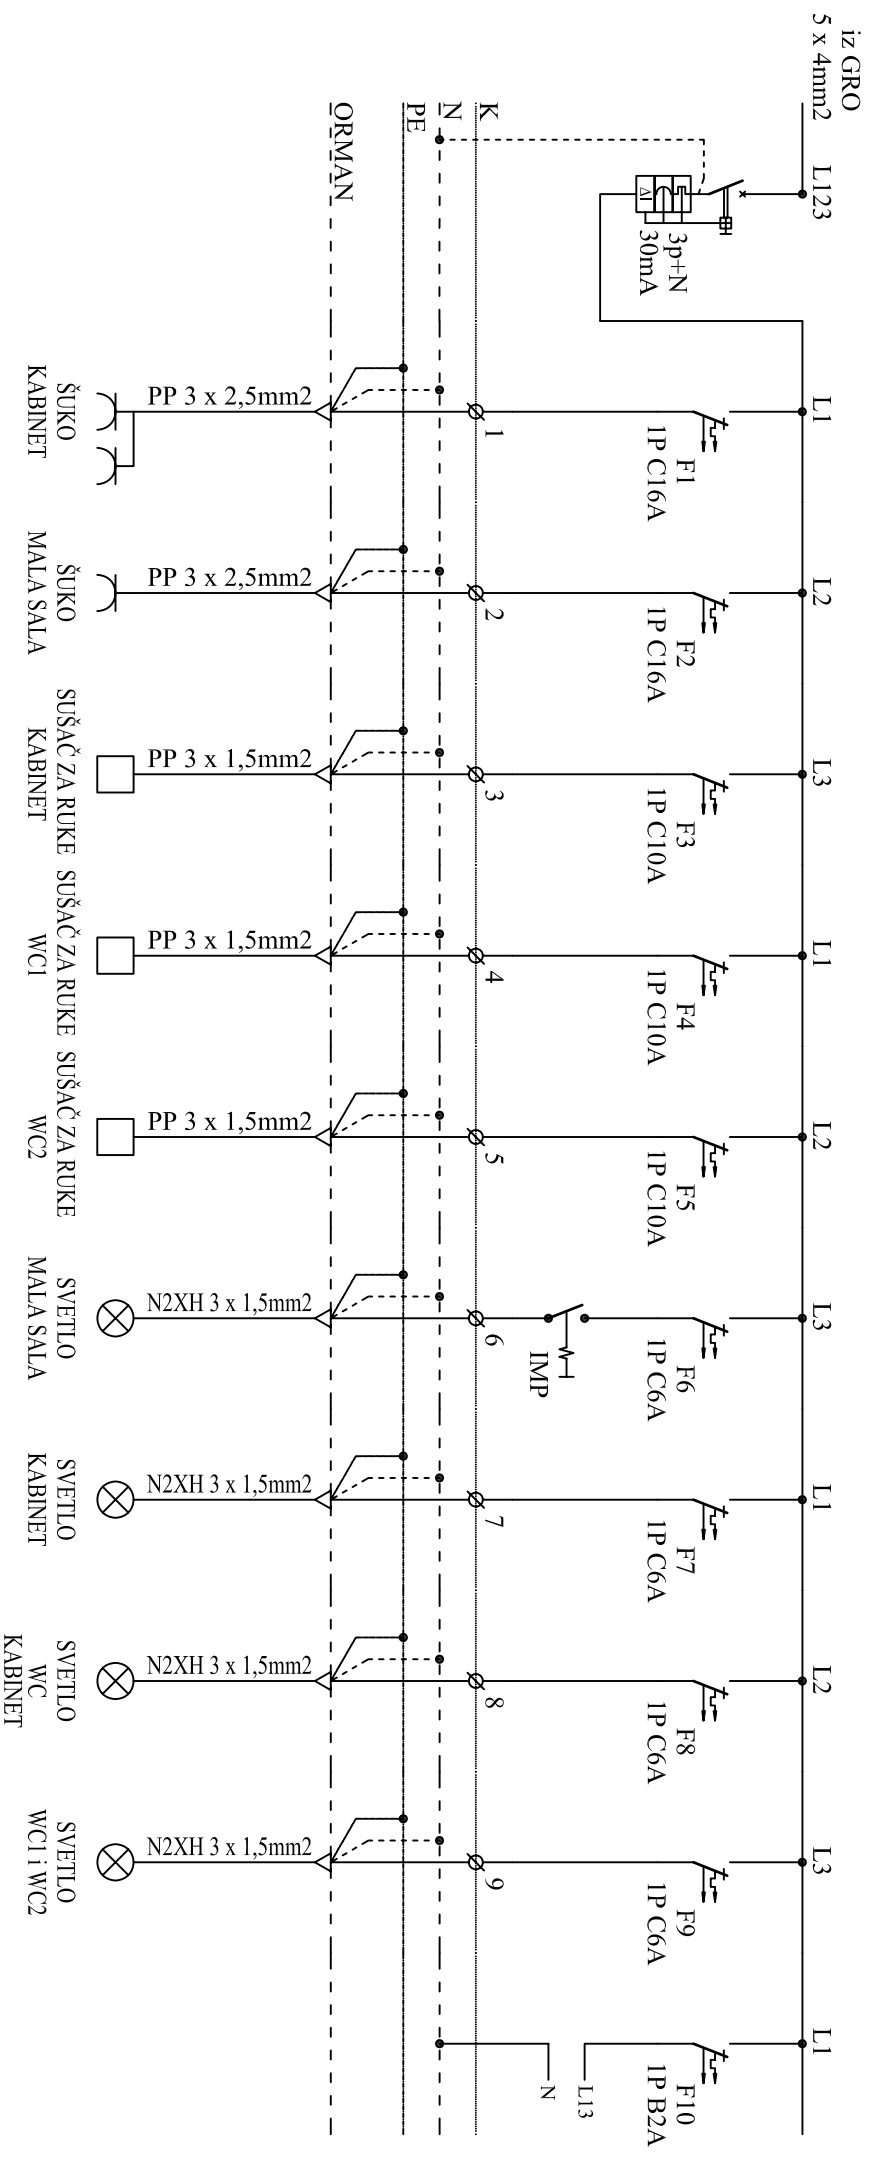 iz GRO
5 x 4mm2
L123
L1
L2
L3
L1
L2
L3
L1
L2
L3
L1
3p+N
30mA
ΔI
F1
1P C16A
F2
1P C16A
F3
1P C10A
F4
1P C10A
F5
1P C10A
F6
1P C6A
F7
1P C6A
F8
1P C6A
F9
1P C6A
F10
1P B2A
IMP
L13
N
K
N
PE
ORMAN
1
2
3
4
5
6
7
8
9
PP 3 x 2,5mm2
PP 3 x 2,5mm2
PP 3 x 1,5mm2
PP 3 x 1,5mm2
PP 3 x 1,5mm2
N2XH 3 x 1,5mm2
N2XH 3 x 1,5mm2
N2XH 3 x 1,5mm2
N2XH 3 x 1,5mm2
ŠUKO
KABINET
ŠUKO
MALA SALA
SUŠAČ ZA RUKE
KABINET
SUŠAČ ZA RUKE
WC1
SUŠAČ ZA RUKE
WC2
SVETLO
MALA SALA
SVETLO
KABINET
SVETLO
WC
KABINET
SVETLO
WC1 i WC2